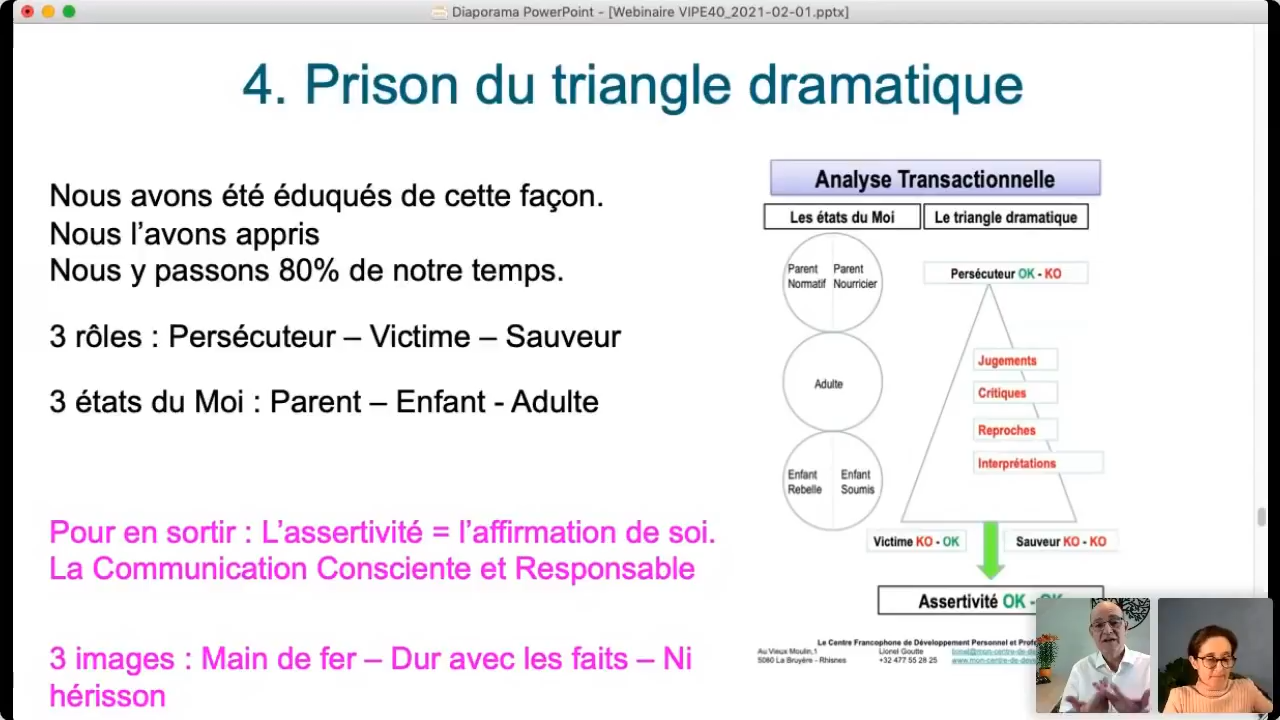 Diaporama PowerPoint - [Webinaire VIPE40_2021-02-01.pptx]
4. Prison du triangle dramatique
Nous avons été éduqués de cette façon.
Nous l'avons appris
Nous y passons 80% de notre temps.
3 rôles : Persécuteur – Victime – Sauveur
3 états du Moi : Parent – Enfant - Adulte
Pour en sortir : L'assertivité = l'affirmation de soi.
La Communication Consciente et Responsable
3 images : Main de fer – Dur avec les faits – Ni
hérisson
Analyse Transactionnelle
Les états du Moi
Le triangle dramatique
Parent
Normatif
Parent
Nourricier
Adulte
Enfant
Rebelle
Enfant
Soumis
Persécuteur OK - KO
Jugements
Critiques
Reproches
Interprétations
Victime KO - OK
Sauveur KO - KO
Assertivité OK -
Le Centre Francophone de Développement Personnel et
Au Vieux Moulin,1
Lionel Goutte
5080 La Bruyère - Rhisnes
+32 477 55 28 25